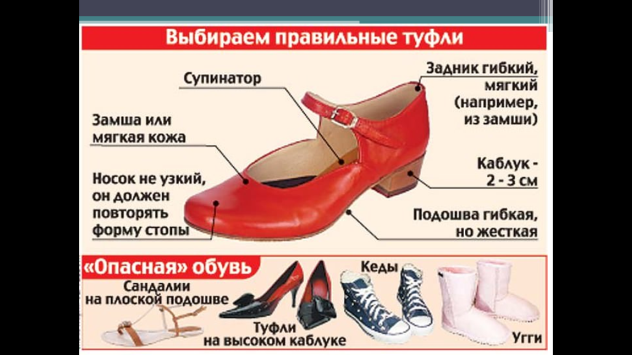 Выбираем правильные туфли
Супинатор
Задник гибкий,
мягкий
(например,
из замши)
Замша или
мягкая кожа
Каблук -
2 - 3 см
Носок не узкий,
он должен
повторять
форму стопы
Подошва гибкая,
но жесткая
«Опасная» обувь
Сандалии
на плоской подошве
Туфли
на высоком каблуке
Кеды
Угги